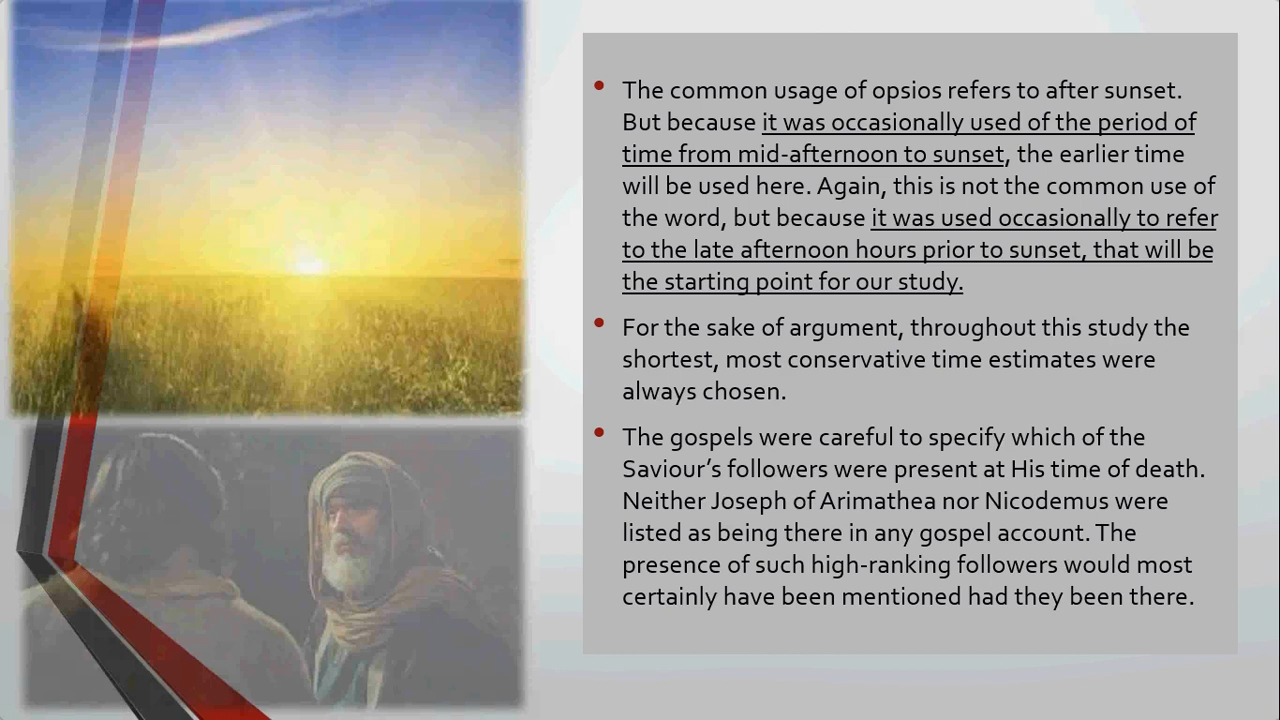 The common usage of opsios refers to after sunset.
But because it was occasionally used of the period of
time from mid-afternoon to sunset, the earlier time
will be used here. Again, this is not the common use of
the word, but because it was used occasionally to refer
to the late afternoon hours prior to sunset, that will be
the starting point for our study.
For the sake of argument, throughout this study the
shortest, most conservative time estimates were
always chosen.
The gospels were careful to specify which of the
Saviour’s followers were present at His time of death.
Neither Joseph of Arimathea nor Nicodemus were
listed as being there in any gospel account. The
presence of such high-ranking followers would most
certainly have been mentioned had they been there.